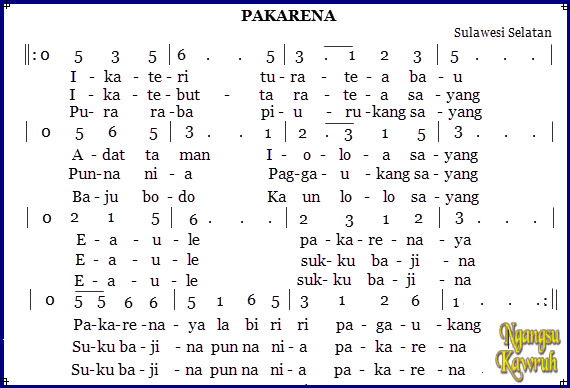 PAKARENA
Sulawesi Selatan
||: 0 5 3 5 | 6 . . 5 | 3 . 1 2 3 | 5 . . . |
I - ka - te - ri tu - ra - te - a ba - u
I - ka - te - but - ta ra - te - a sa - yang
Pu - ra ra - ba pi - u - ru - kang sa - yang
| 0 5 6 5 | 3 . . 1 | 2 . 3 1 5 | 3 . . . |
A - dat ta man I - o - lo - a sa - yang
Pun - na ni - a Pag - ga - u - kang sa - yang
Ba - ju bo - do Ka un lo - lo sa - yang
| 0 2 1 5 | 6 . . . | 2 3 1 2 | 3 . . . |
E - a - u - le pa - ka - re - na - ya
E - a - u - le suk - ku ba - ji - na
E - a - u - le suk - ku ba - ji - na
| 0 5 5 6 6 | 5 1 6 5 | 3 1 2 6 | 1 . . :||
Pa - ka - re - na - ya la bi ri ri pa - ga - u - kang
Su - ku ba - ji - na pun na ni - a pa - ka - re - na
Su - ku ba - ji - na pun na ni - a pa - ka - re - na
Ngangsu
Kawruh